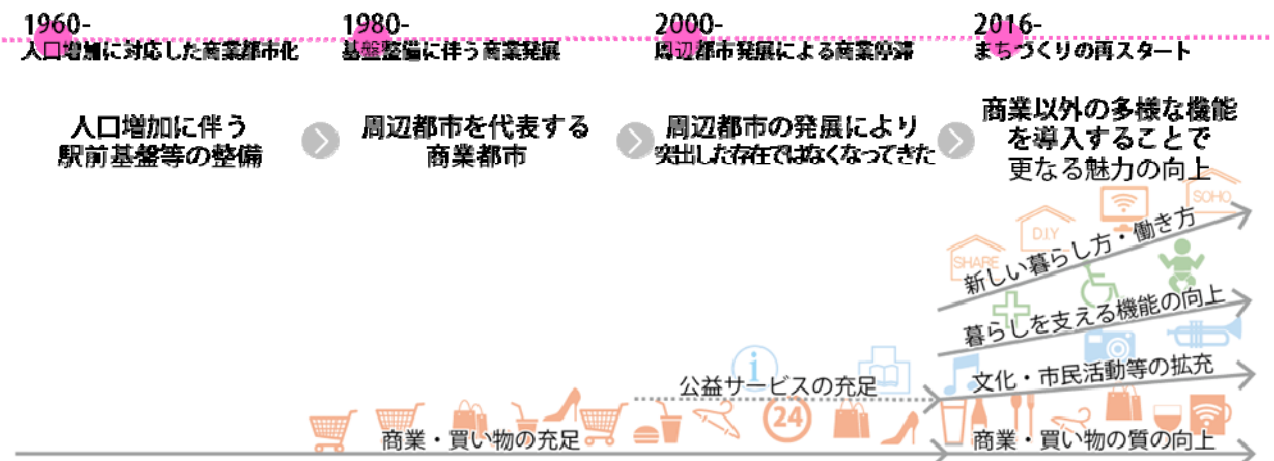 1960-
人口増加に対応した商業都市化
1980-
基盤整備に伴う商業発展
2000-
周辺都市発展による商業停滞
2016-
まちづくりの再スタート
人口増加に伴う
駅前基盤等の整備
周辺都市を代表する
商業都市
周辺都市の発展により
突出した存在ではなくなってきた
商業以外の多様な機能
を導入することで
更なる魅力の向上
SOHO
D.I.Y
SHARE
新しい暮らし方・働き方
暮らしを支える機能の向上
文化・市民活動等の拡充
公益サービスの充足
24
商業・買い物の充足
商業・買い物の質の向上